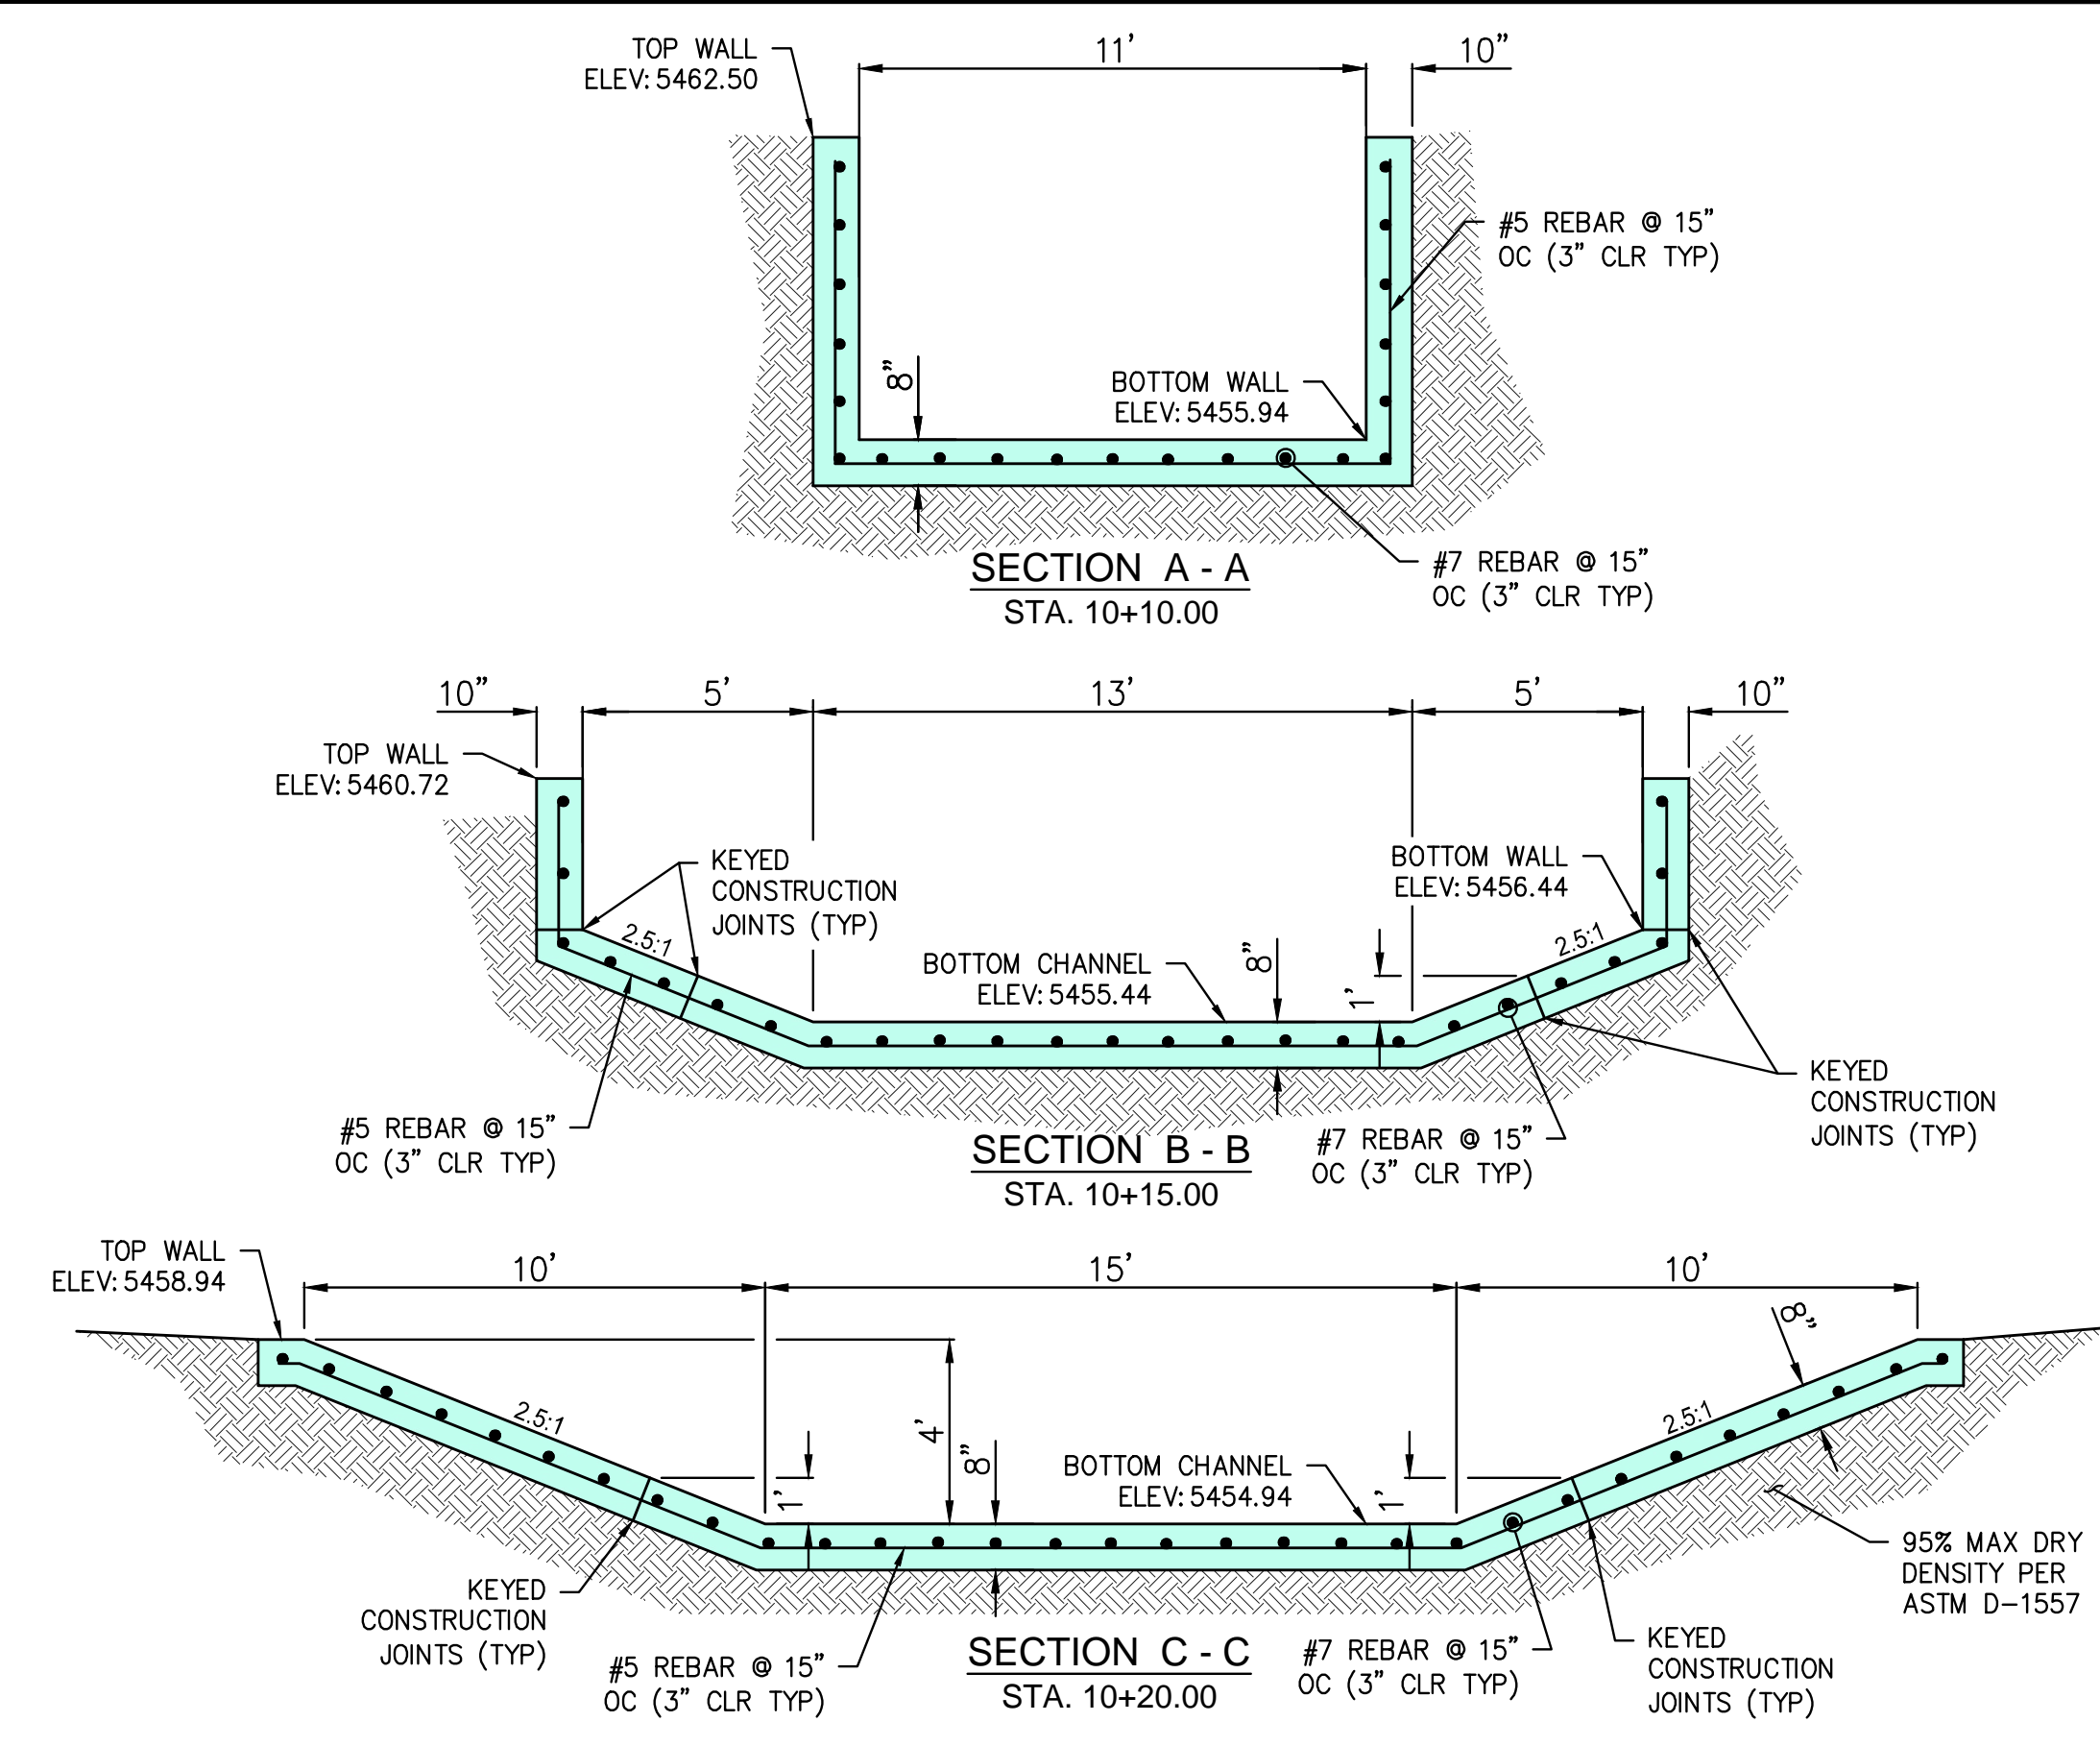 TOP WALL
ELEV: 5462.50
11'
10"
#5 REBAR @ 15"
OC (3" CLR TYP)
8"
BOTTOM WALL
ELEV: 5455.94
#7 REBAR @ 15"
OC (3" CLR TYP)
SECTION A - A
STA. 10+10.00
10"
5'
13'
5'
10"
TOP WALL
ELEV: 5460.72
KEYED
CONSTRUCTION
JOINTS (TYP)
2.5:1
BOTTOM WALL
ELEV: 5456.44
2.5:1
BOTTOM CHANNEL
ELEV: 5455.44
8"
1'
KEYED
CONSTRUCTION
JOINTS (TYP)
#5 REBAR @ 15"
OC (3" CLR TYP)
#7 REBAR @ 15"
OC (3" CLR TYP)
SECTION B - B
STA. 10+15.00
TOP WALL
ELEV: 5458.94
10'
15'
10'
8"
2.5:1
2.5:1
4'
8"
1'
BOTTOM CHANNEL
ELEV: 5454.94
1'
95% MAX DRY
DENSITY PER
ASTM D-1557
KEYED
CONSTRUCTION
JOINTS (TYP)
#5 REBAR @ 15"
OC (3" CLR TYP)
#7 REBAR @ 15"
OC (3" CLR TYP)
KEYED
CONSTRUCTION
JOINTS (TYP)
SECTION C - C
STA. 10+20.00